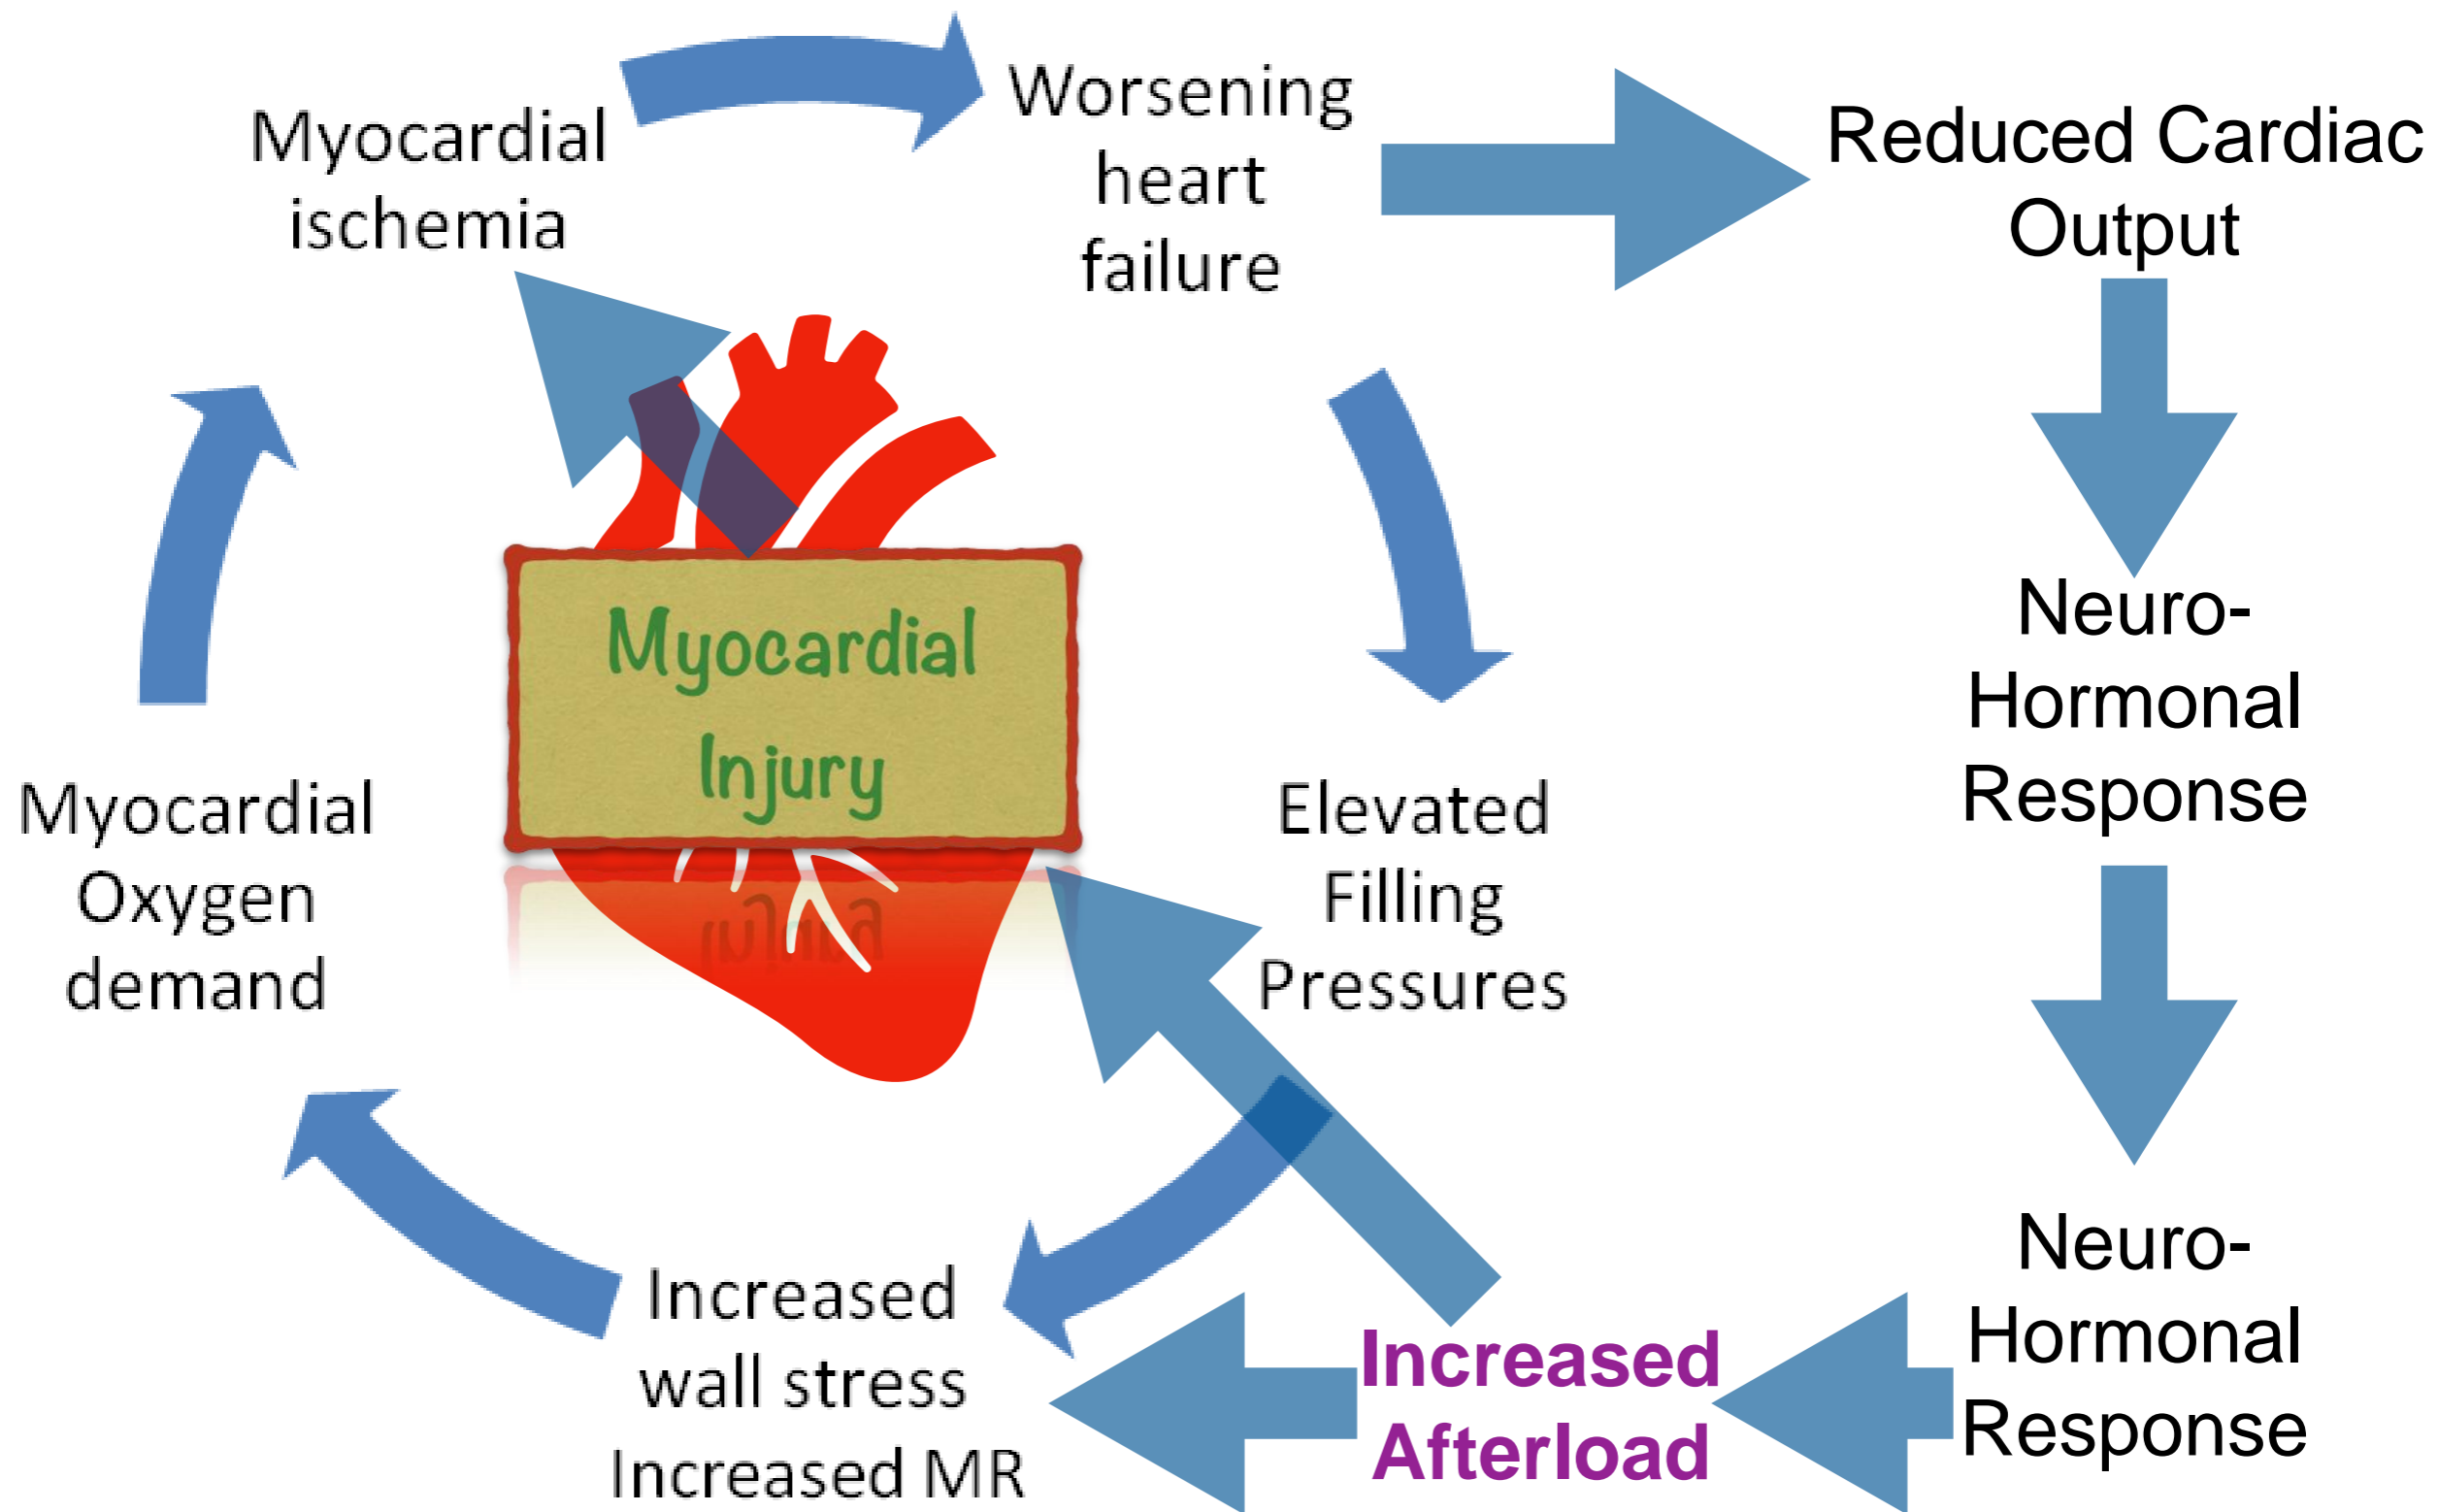 Myocardial
ischemia
Worsening
heart
failure
Reduced Cardiac
Output
Neuro-
Hormonal
Response
Neuro-
Hormonal
Response
Increased
Afterload
Elevated
Filling
Pressures
Increased
wall stress
Increased MR
Myocardial
Oxygen
demand
Myocardial
Injury